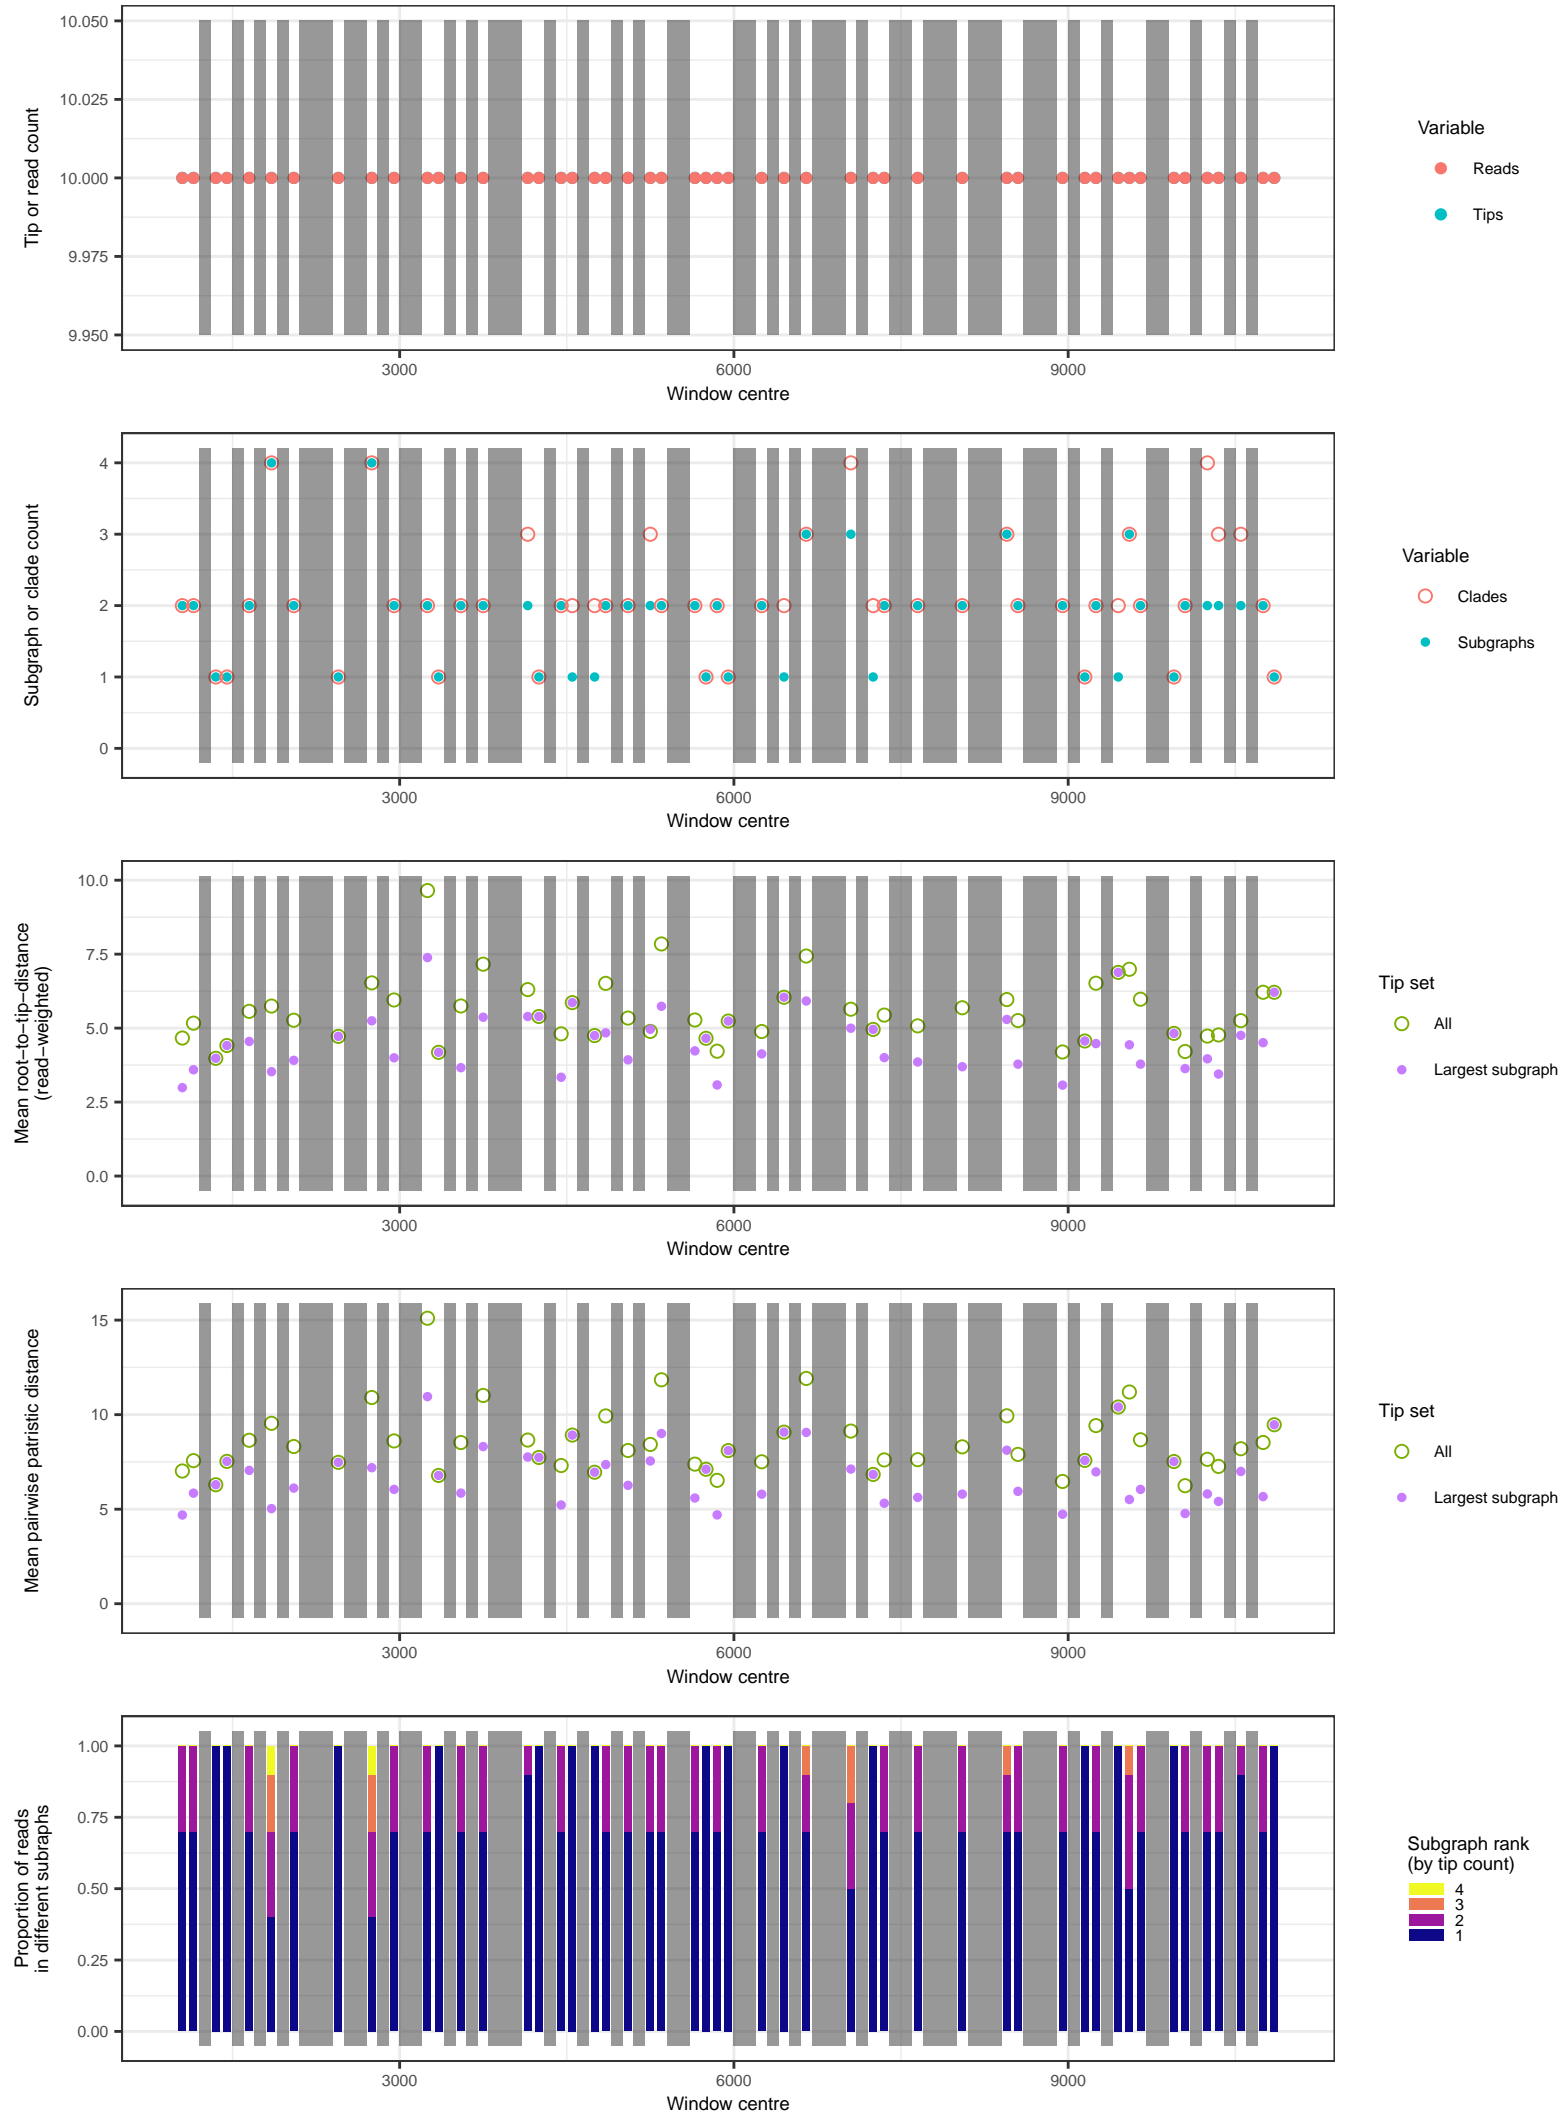 10.050
10.025
10.000
9.975
9.950
Tip or read count
3000
6000
9000
Window centre
Variable
Reads
Tips
4
3
2
1
0
Subgraph or clade count
3000
6000
9000
Window centre
Variable
Clades
Subgraphs
10.0
7.5
5.0
2.5
0.0
Mean root−to−tip−distance
(read−weighted)
3000
6000
9000
Window centre
Tip set
All
Largest subgraph
15
10
5
0
Mean pairwise patristic distance
3000
6000
9000
Window centre
Tip set
All
Largest subgraph
1.00
0.75
0.50
0.25
0.00
Proportion of reads
in different subraphs
3000
6000
9000
Window centre
Subgraph rank
(by tip count)
4
3
2
1